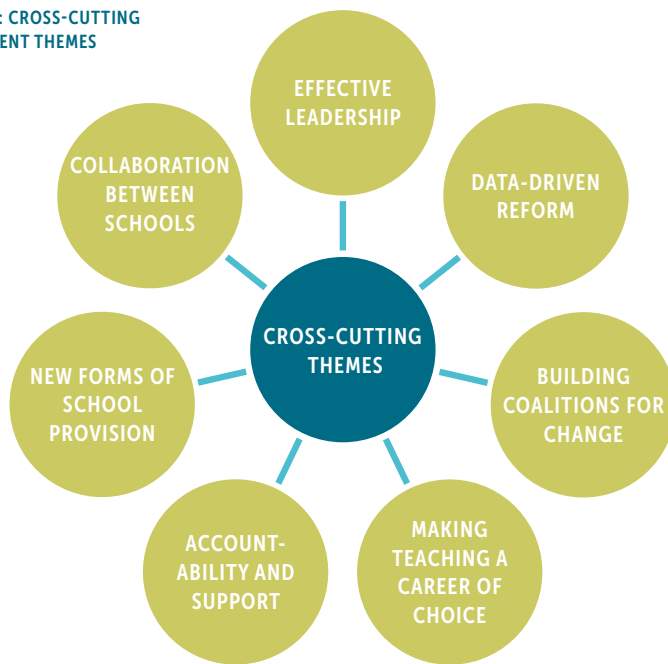 : CROSS-CUTTING
ENT THEMES
EFFECTIVE
LEADERSHIP
DATA-DRIVEN
REFORM
BUILDING
COALITIONS FOR
CHANGE
MAKING
TEACHING A
CAREER OF
CHOICE
ACCOUNT-
ABILITY AND
SUPPORT
NEW FORMS OF
SCHOOL
PROVISION
COLLABORATION
BETWEEN
SCHOOLS
CROSS-CUTTING
THEMES